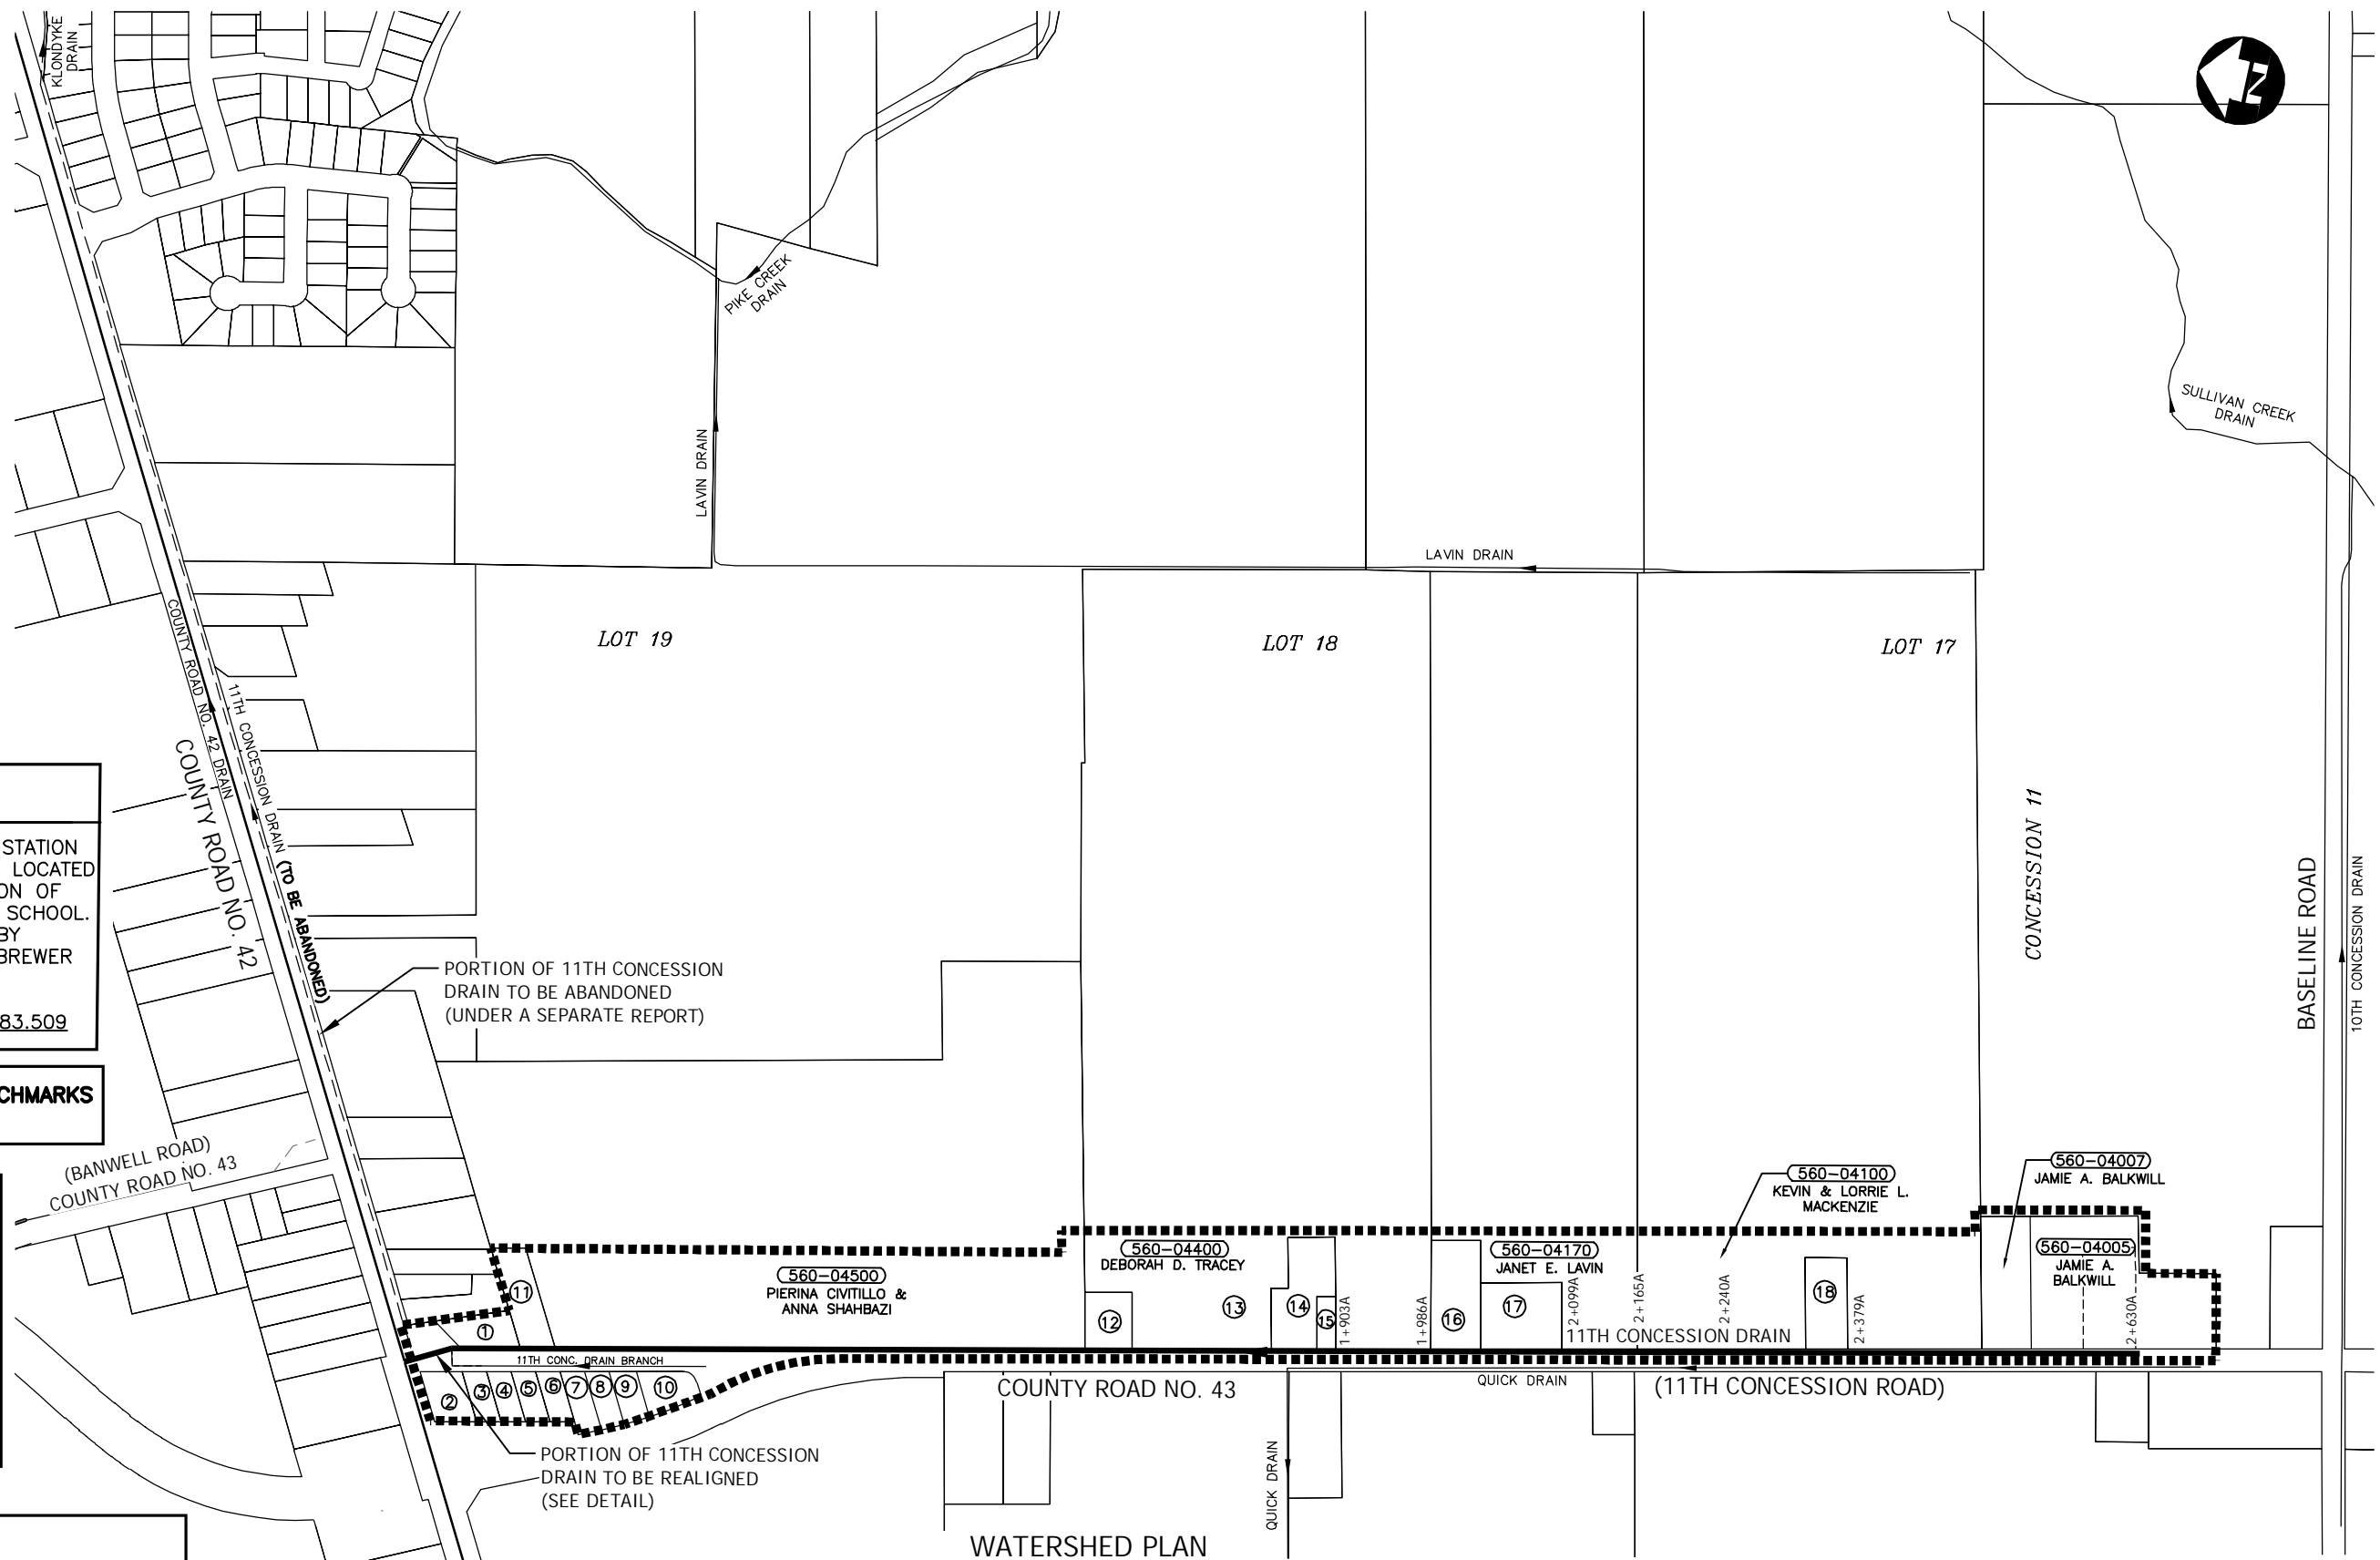 KLONDYKE
DRAIN
N
PIKE CREEK
DRAIN
SULLIVAN CREEK
DRAIN
LAVIN DRAIN
LAVIN DRAIN
LOT 19
LOT 18
LOT 17
COUNTY ROAD NO. 42 DRAIN
11TH CONCESSION DRAIN (TO BE ABANDONED)
COUNTY ROAD NO. 42
CONCESSION 11
BASELINE ROAD
10TH CONCESSION DRAIN
STATION
LOCATED
ON OF
SCHOOL.
BY
BREWER
83.509
CHMARKS
PORTION OF 11TH CONCESSION
DRAIN TO BE ABANDONED
(UNDER A SEPARATE REPORT)
(BANWELL ROAD)
COUNTY ROAD NO. 43
560-04500
PIERINA CIVITILLO &
ANNA SHAHBAZI
560-04400
DEBORAH D. TRACEY
560-04170
JANET E. LAVIN
560-04100
KEVIN & LORRIE L.
MACKENZIE
560-04007
JAMIE A. BALKWILL
560-04005
JAMIE A.
BALKWILL
11
1
12
13
14
15
1+903A
1+986A
16
17
2+099A
2+165A
2+240A
18
2+379A
2+630A
11TH CONCESSION DRAIN
11TH CONC. DRAIN BRANCH
2
3
4
5
6
7
8
9
10
COUNTY ROAD NO. 43
QUICK DRAIN
(11TH CONCESSION ROAD)
QUICK DRAIN
PORTION OF 11TH CONCESSION
DRAIN TO BE REALIGNED
(SEE DETAIL)
WATERSHED PLAN